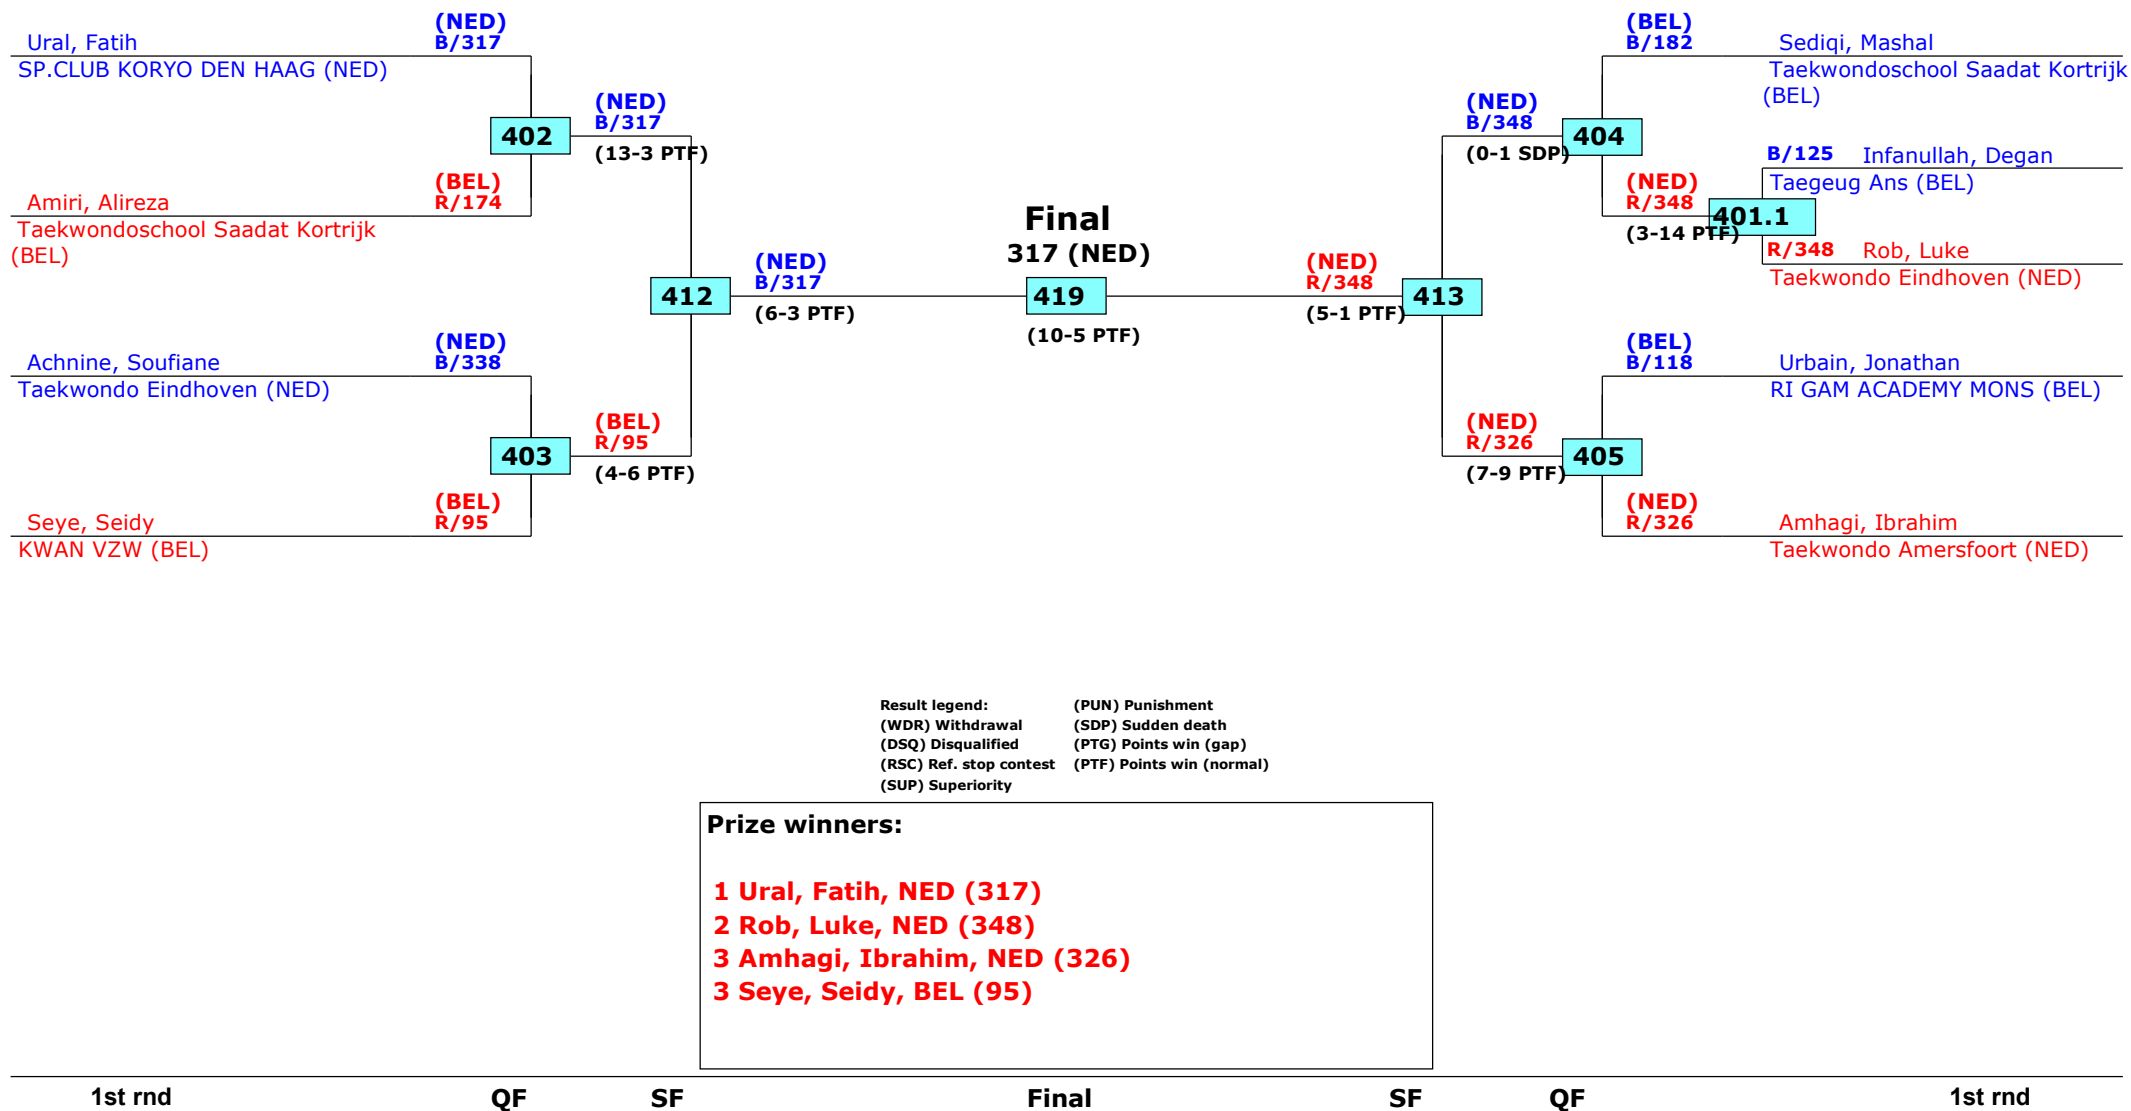 (NED)
B/317
Ural, Fatih
SP.CLUB KORYO DEN HAAG (NED)
402
(NED)
B/317
(13-3 PTF)
(BEL)
R/174
Amiri, Alireza
Taekwondoschool Saadat Kortrijk
(BEL)
412
(NED)
B/317
(6-3 PTF)
(NED)
B/338
Achnine, Soufiane
Taekwondo Eindhoven (NED)
403
(BEL)
R/95
(4-6 PTF)
(BEL)
R/95
Seye, Seidy
KWAN VZW (BEL)
Final
317 (NED)
419
(10-5 PTF)
(BEL)
B/182
Sediqi, Mashal
Taekwondoschool Saadat Kortrijk
(BEL)
(NED)
B/348
(0-1 SDP)
404
B/125 Infanullah, Degan
Taegeug Ans (BEL)
(NED)
R/348
(3-14 PTF)
401.1
R/348 Rob, Luke
Taekwondo Eindhoven (NED)
(NED)
R/348
(5-1 PTF)
413
(BEL)
B/118
Urbain, Jonathan
RI GAM ACADEMY MONS (BEL)
(NED)
R/326
(7-9 PTF)
405
(NED)
R/326
Amhagi, Ibrahim
Taekwondo Amersfoort (NED)
Result legend: (PUN) Punishment
(WDR) Withdrawal (SDP) Sudden death
(DSQ) Disqualified (PTG) Points win (gap)
(RSC) Ref. stop contest (PTF) Points win (normal)
(SUP) Superiority
Prize winners:
1 Ural, Fatih, NED (317)
2 Rob, Luke, NED (348)
3 Amhagi, Ibrahim, NED (326)
3 Seye, Seidy, BEL (95)
1st rnd QF SF Final SF QF 1st rnd